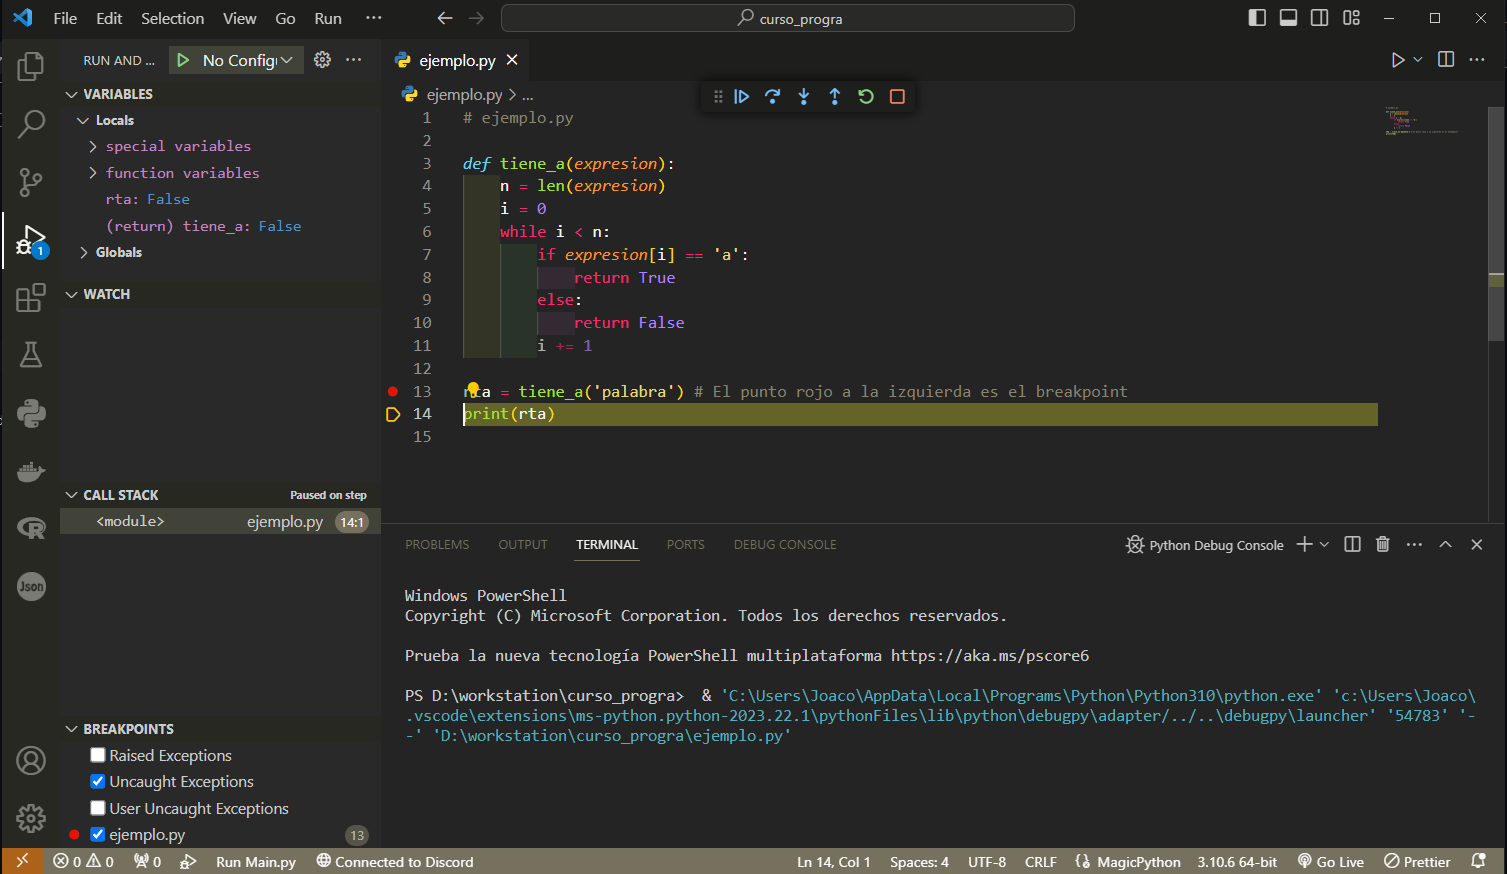 File Edit Selection View Go Run ···
curso_progra
RUN AND ...
No Config
ejemplo.py
ejemplo.py > ...
VARIABLES
Locals
special variables
function variables
rta: False
(return) tiene_a: False
Globals
WATCH
CALL STACK
Paused on step
<module>
ejemplo.py
14:1
BREAKPOINTS
Raised Exceptions
Uncaught Exceptions
User Uncaught Exceptions
ejemplo.py
13
1
Json
1 # ejemplo.py
2
3 def tiene_a(expresion):
4 n = len(expresion)
5 i = 0
6 while i < n:
7 if expresion[i] == 'a':
8 return True
9 else:
10 return False
11 i += 1
12
13 rta = tiene_a('palabra') # El punto rojo a la izquierda es el breakpoint
14 print(rta)
15
PROBLEMS OUTPUT TERMINAL PORTS DEBUG CONSOLE
Python Debug Console
Windows PowerShell
Copyright (C) Microsoft Corporation. Todos los derechos reservados.
Prueba la nueva tecnología PowerShell multiplataforma https://aka.ms/pscore6
PS D:\workstation\curso_progra>  & 'C:\Users\Joaco\AppData\Local\Programs\Python\Python310\python.exe' 'c:\Users\Joaco\
.vscode\extensions\ms-python.python-2023.22.1\pythonFiles\lib\python\debugpy\adapter/../..\debugpy\launcher' '54783' '-
-' 'D:\workstation\curso_progra\ejemplo.py'
0 0 0 Run Main.py Connected to Discord Ln 14, Col 1 Spaces: 4 UTF-8 CRLF MagicPython 3.10.6 64-bit Go Live Prettier